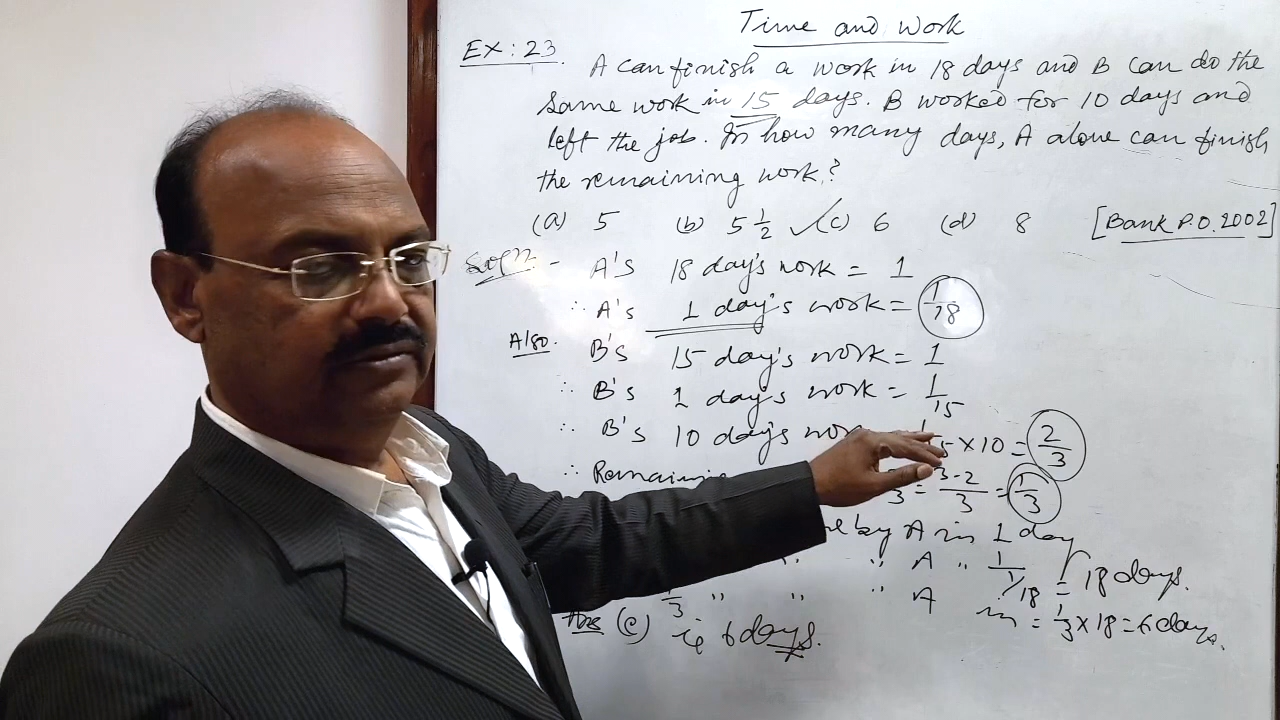 Time and Work
EX: 23. A can finish a work in 18 days and B can do the
same work in 15 days. B worked for 10 days and
left the job. In how many days, A alone can finish
the remaining work?
(a) 5 (b) 5 1/2 ✓(c) 6 (d) 8 [Bank P.O. 2002]
Sol^n - A's 18 day's work = 1
∴ A's 1 day's work = 1/18
Also. B's 15 day's work = 1
∴ B's 1 day's work = 1/15
∴ B's 10 day's × 10 = 2/3
∴ 3 = 3-2/3 = 1/3
by A in 1 day
" " A " 1/1/18 = 18 days.
1/3 " " " A in = 1/3 × 18 = 6 days.
Ans (c) is 6 days.